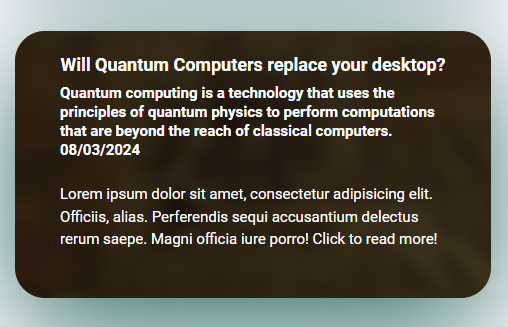 Will Quantum Computers replace your desktop?
Quantum computing is a technology that uses the
principles of quantum physics to perform computations
that are beyond the reach of classical computers.
08/03/2024
Lorem ipsum dolor sit amet, consectetur adipisicing elit.
Officiis, alias. Perferendis sequi accusantium delectus
rerum saepe. Magni officia iure porro! Click to read more!